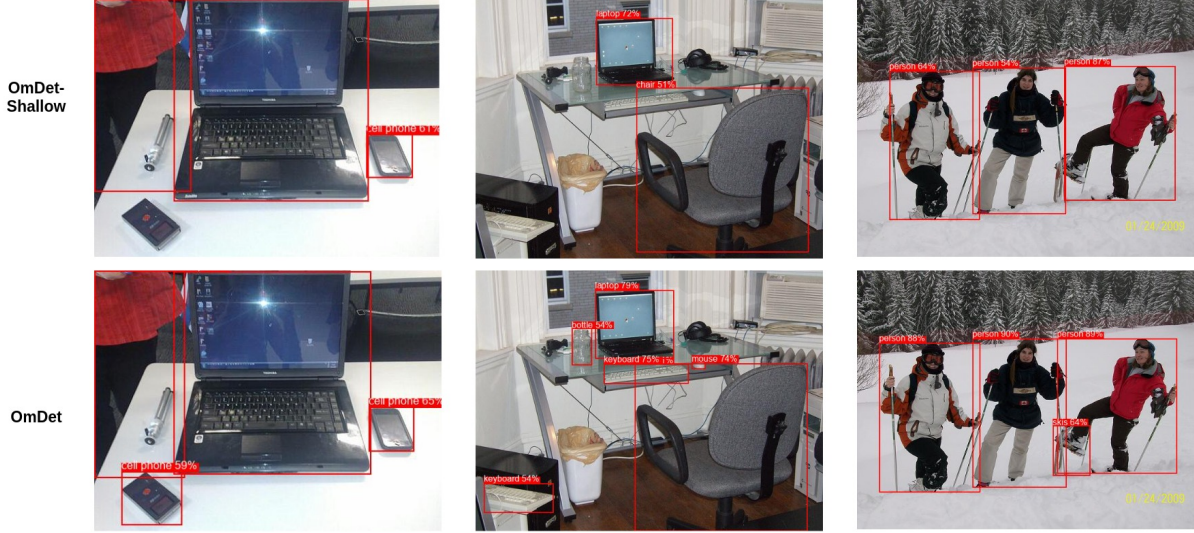 OmDet-
Shallow
cell phone 61%
laptop 72%
chair 51%
person 64%
person 54%
person 87%
TOSHIBA
01/24/2009
OmDet
cell phone 65%
cell phone 59%
laptop 79%
bottle 54%
keyboard 75%
mouse 74%
keyboard 54%
person 88%
person 90%
person 89%
skis 64%
01/24/2009